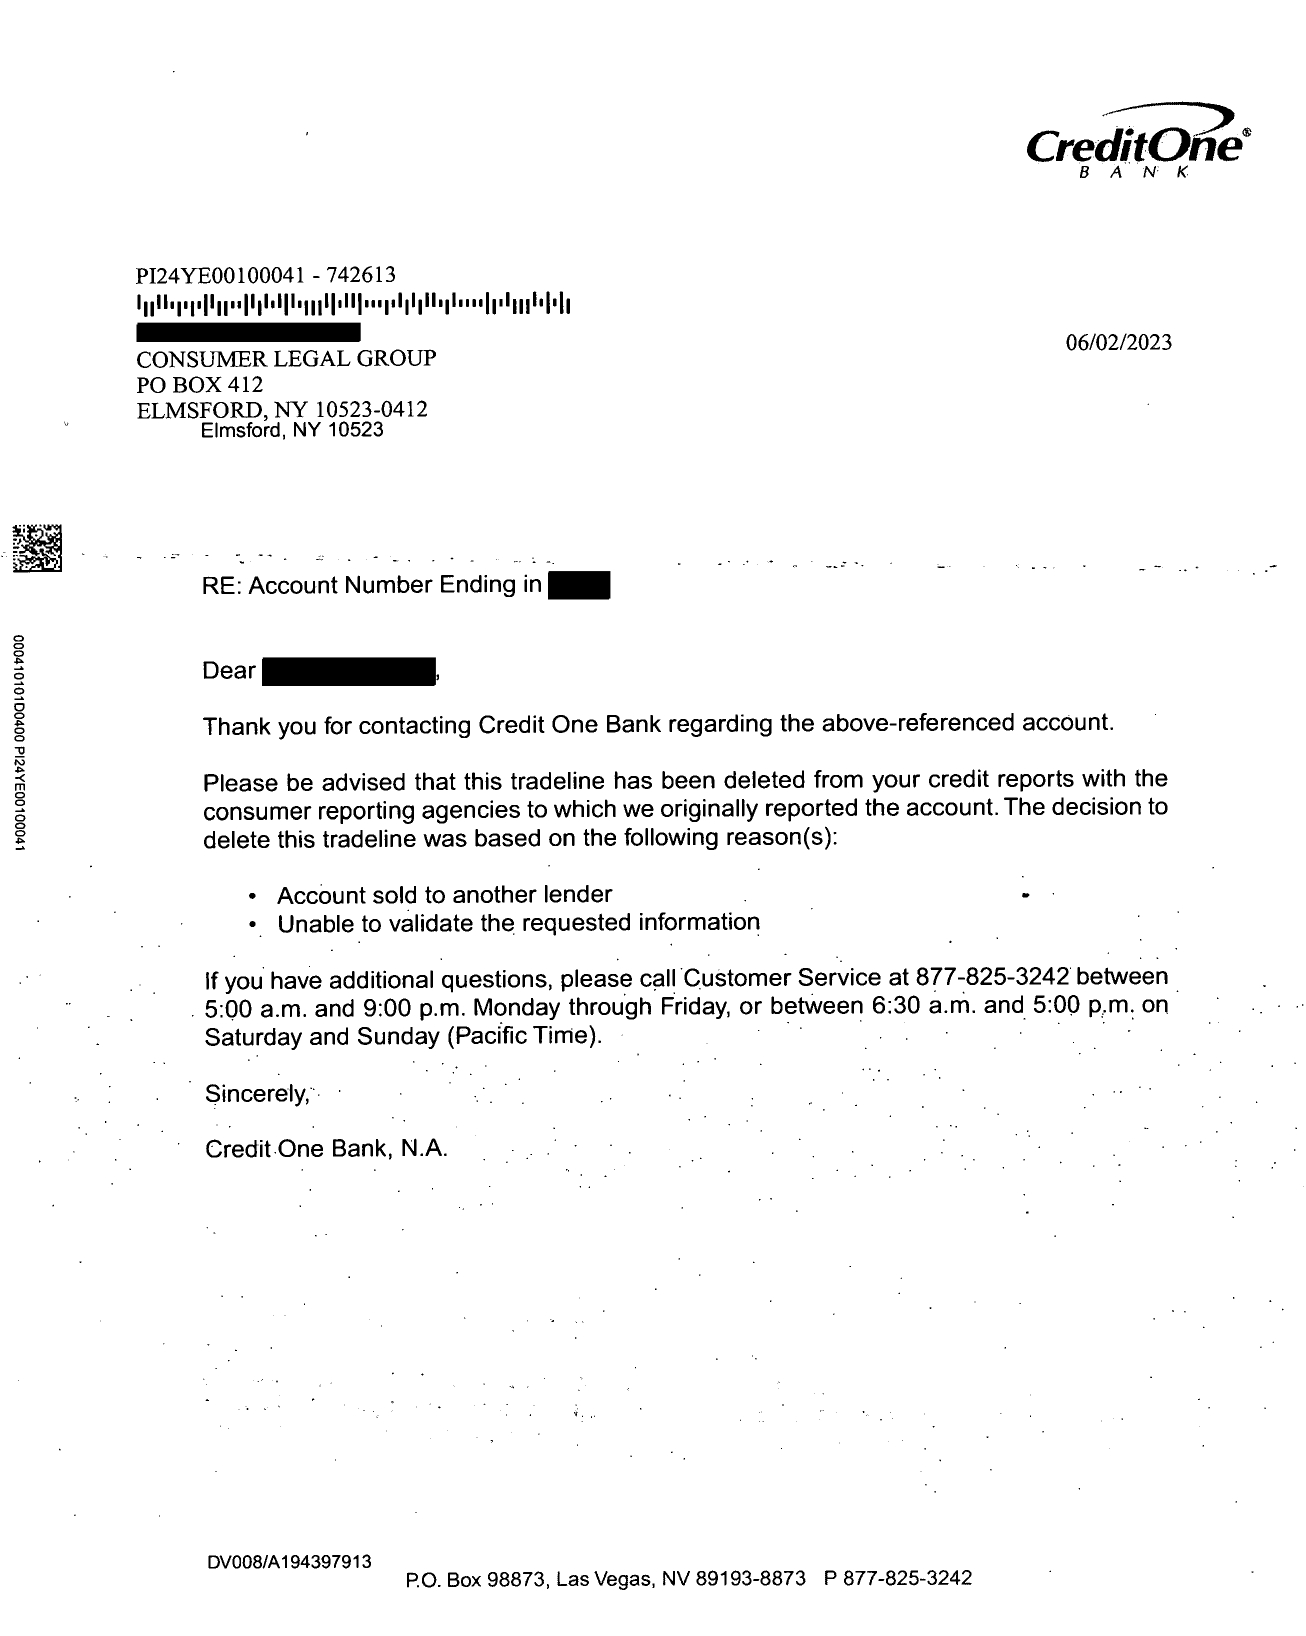 CreditOne®
BANK
PI24YE00100041 - 742613
CONSUMER LEGAL GROUP
PO BOX 412
ELMSFORD, NY 10523-0412
Elmsford, NY 10523
06/02/2023
000410101D0400 PI24YE00100041
RE: Account Number Ending in
Dear ,
Thank you for contacting Credit One Bank regarding the above-referenced account.
Please be advised that this tradeline has been deleted from your credit reports with the
consumer reporting agencies to which we originally reported the account. The decision to
delete this tradeline was based on the following reason(s):
• Account sold to another lender
• Unable to validate the requested information
If you have additional questions, please call Customer Service at 877-825-3242 between
5:00 a.m. and 9:00 p.m. Monday through Friday, or between 6:30 a.m. and 5:00 p.m. on
Saturday and Sunday (Pacific Time).
Sincerely,
Credit One Bank, N.A.
DV008/A194397913
P.O. Box 98873, Las Vegas, NV 89193-8873 P 877-825-3242